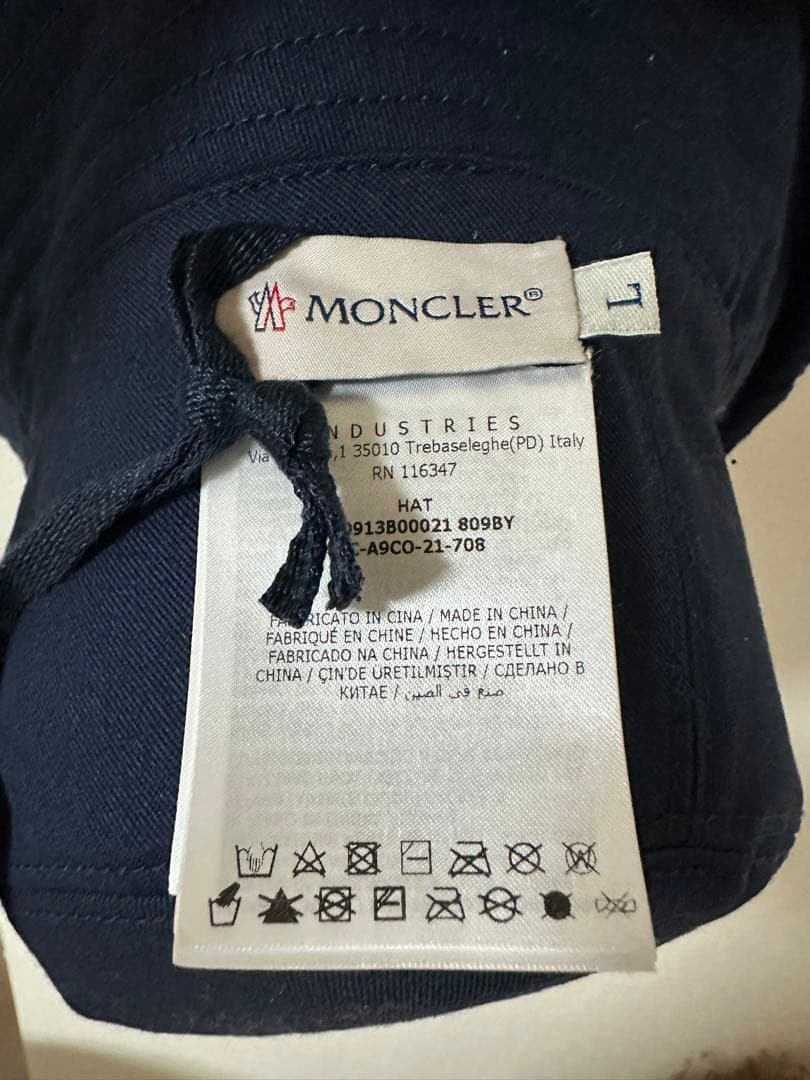 MONCLER®
L
NDUSTRIES
Via ,1 35010 Trebaseleghe(PD) Italy
RN 116347
HAT
0913B00021 809BY
-A9CO-21-708
FABRICATO IN CINA / MADE IN CHINA /
FABRIQUÉ EN CHINE / HECHO EN CHINA /
FABRICADO NA CHINA / HERGESTELLT IN
CHINA / ÇIN'DE ÜRETILMIŞTIR / СДЕЛАНО В
КИТАЕ / صنع في الصين